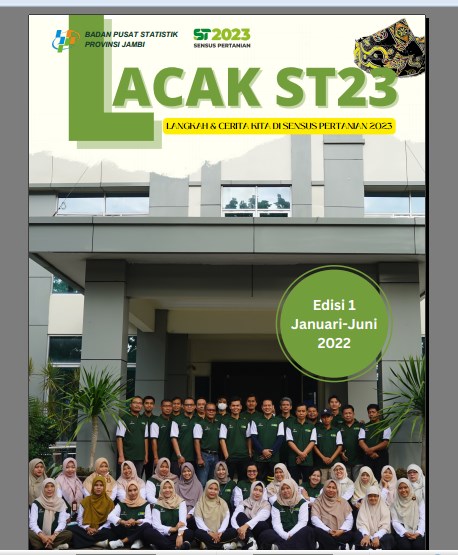 BADAN PUSAT STATISTIK
PROVINSI JAMBI
ST2023
SENSUS PERTANIAN
LACAK ST23
LANGKAH & CERITA KITA DI SENSUS PERTANIAN 2023
Edisi 1
Januari-Juni
2022